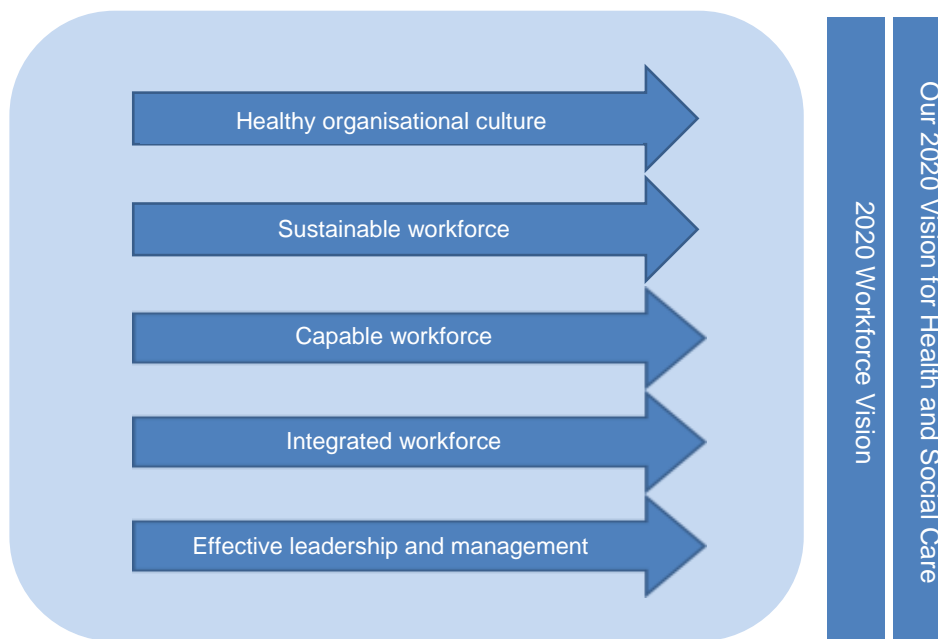 Healthy organisational culture
Sustainable workforce
Capable workforce
Integrated workforce
Effective leadership and management
2020 Workforce Vision
Our 2020 Vision for Health and Social Care